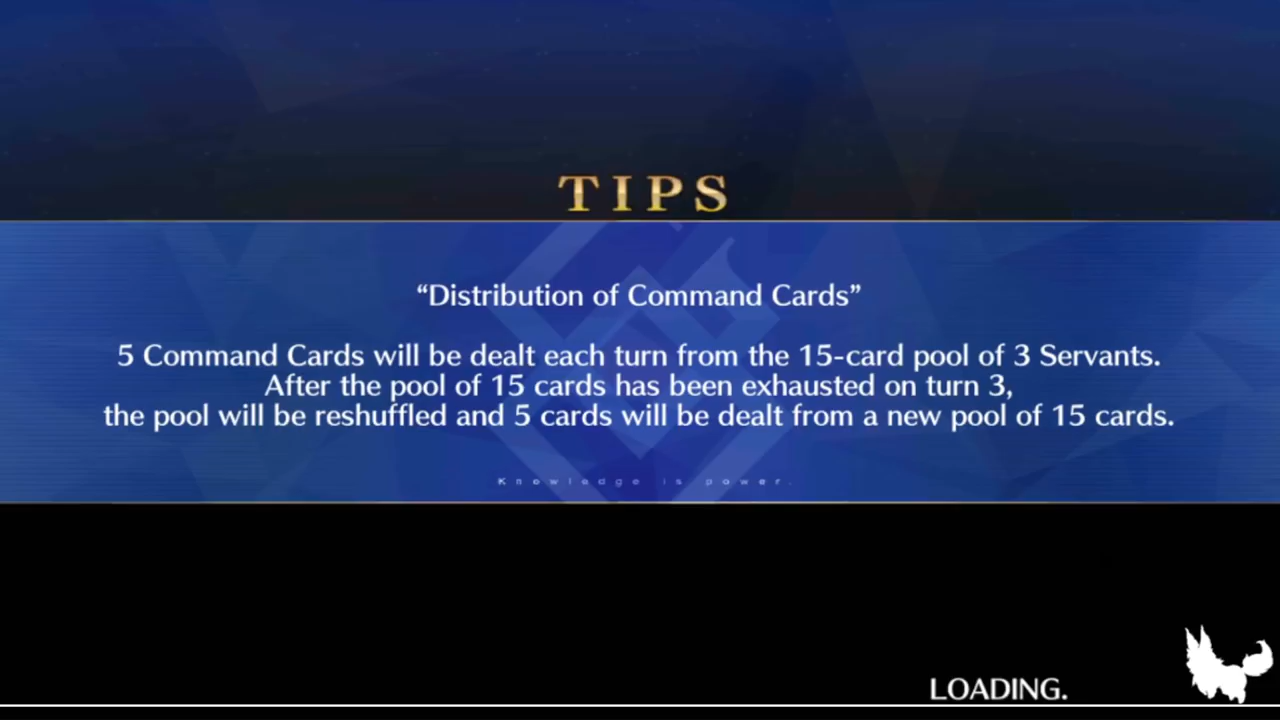 TIPS
“Distribution of Command Cards”
5 Command Cards will be dealt each turn from the 15-card pool of 3 Servants.
After the pool of 15 cards has been exhausted on turn 3,
the pool will be reshuffled and 5 cards will be dealt from a new pool of 15 cards.
Knowledge is power.
LOADING.